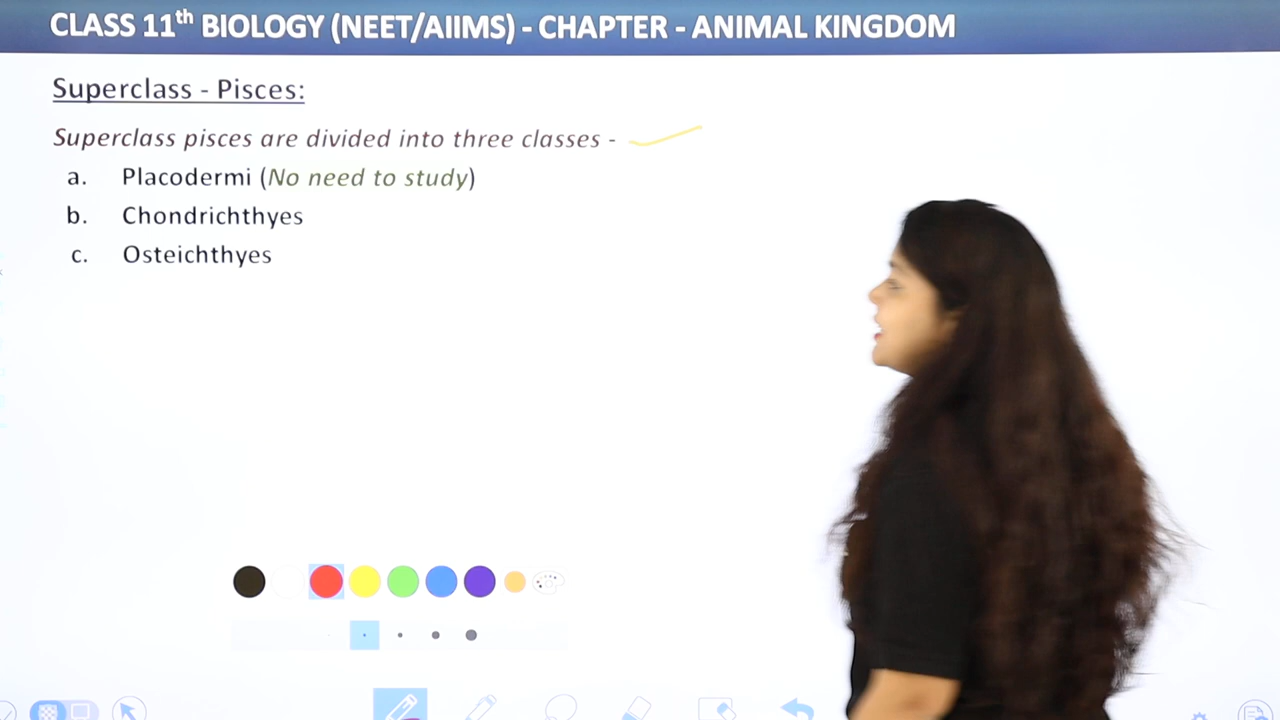 CLASS 11th BIOLOGY (NEET/AIIMS) - CHAPTER - ANIMAL KINGDOM
Superclass - Pisces:
Superclass pisces are divided into three classes -
a. Placodermi (No need to study)
b. Chondrichthyes
c. Osteichthyes